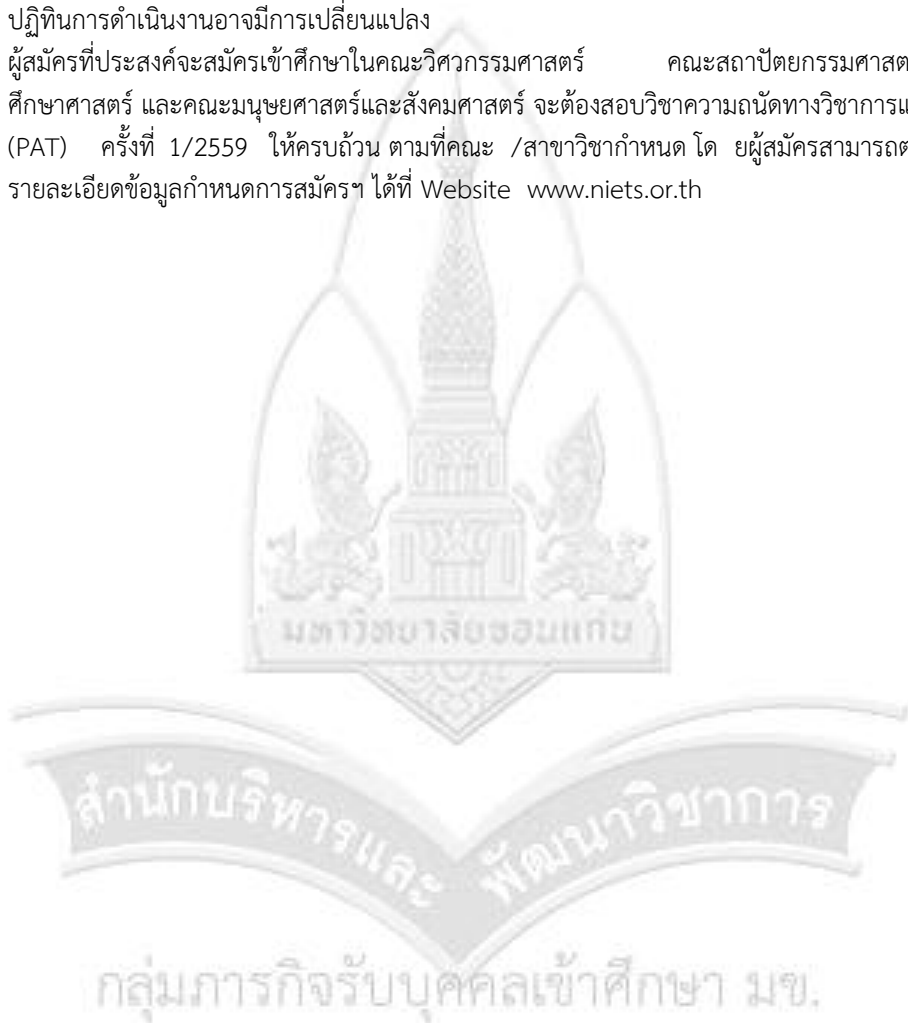 ปฏิทินการดำเนินงานอาจมีการเปลี่ยนแปลง
ผู้สมัครที่ประสงค์จะสมัครเข้าศึกษาในคณะวิศวกรรมศาสตร์ คณะสถาปัตยกรรมศาสต
ศึกษาศาสตร์ และคณะมนุษยศาสตร์และสังคมศาสตร์ จะต้องสอบวิชาความถนัดทางวิชาการแ
(PAT) ครั้งที่ 1/2559 ให้ครบถ้วน ตามที่คณะ /สาขาวิชากำหนด โด ยผู้สมัครสามารถต
รายละเอียดข้อมูลกำหนดการสมัครฯ ได้ที่ Website www.niets.or.th
มหาวิทยาลัยขอนแก่น
สำนักบริหารและ พัฒนาวิชาการ
กลุ่มภารกิจรับบุคคลเข้าศึกษา มข.